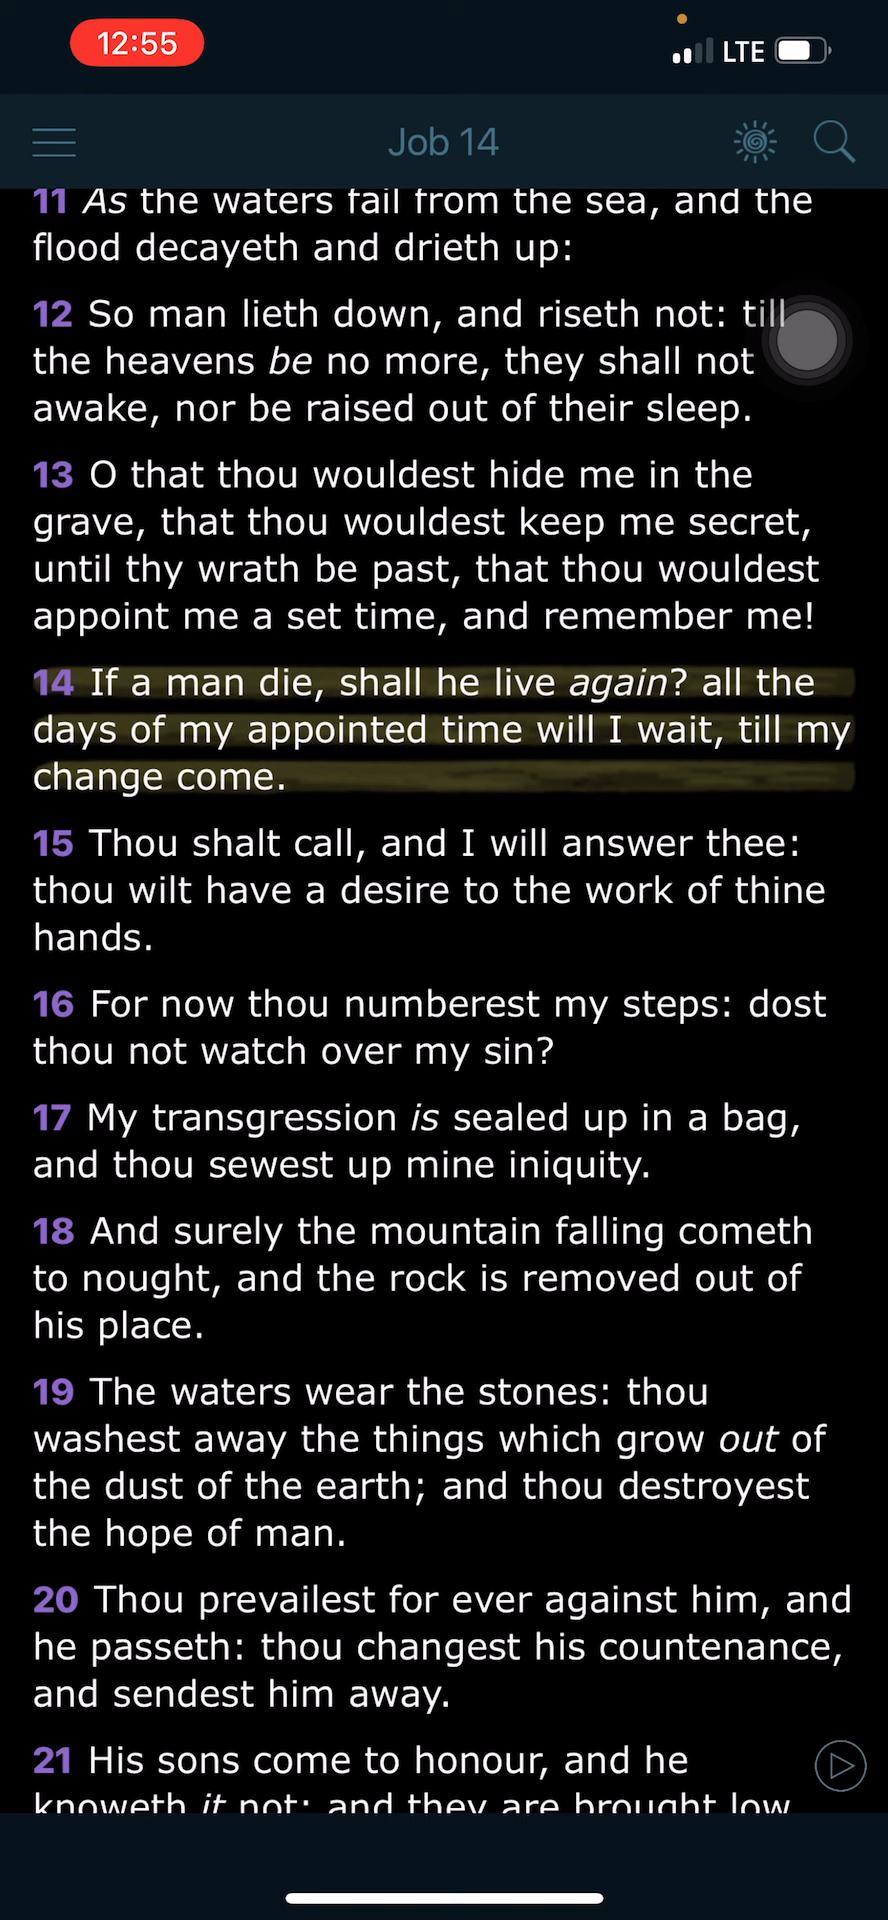 12:55
LTE
Job 14
11 As the waters fail from the sea, and the
flood decayeth and drieth up:
12 So man lieth down, and riseth not: till
the heavens be no more, they shall not
awake, nor be raised out of their sleep.
13 O that thou wouldest hide me in the
grave, that thou wouldest keep me secret,
until thy wrath be past, that thou wouldest
appoint me a set time, and remember me!
14 If a man die, shall he live again? all the
days of my appointed time will I wait, till my
change come.
15 Thou shalt call, and I will answer thee:
thou wilt have a desire to the work of thine
hands.
16 For now thou numberest my steps: dost
thou not watch over my sin?
17 My transgression is sealed up in a bag,
and thou sewest up mine iniquity.
18 And surely the mountain falling cometh
to nought, and the rock is removed out of
his place.
19 The waters wear the stones: thou
washest away the things which grow out of
the dust of the earth; and thou destroyest
the hope of man.
20 Thou prevailest for ever against him, and
he passeth: thou changest his countenance,
and sendest him away.
21 His sons come to honour, and he
knoweth it not; and they are brought low,